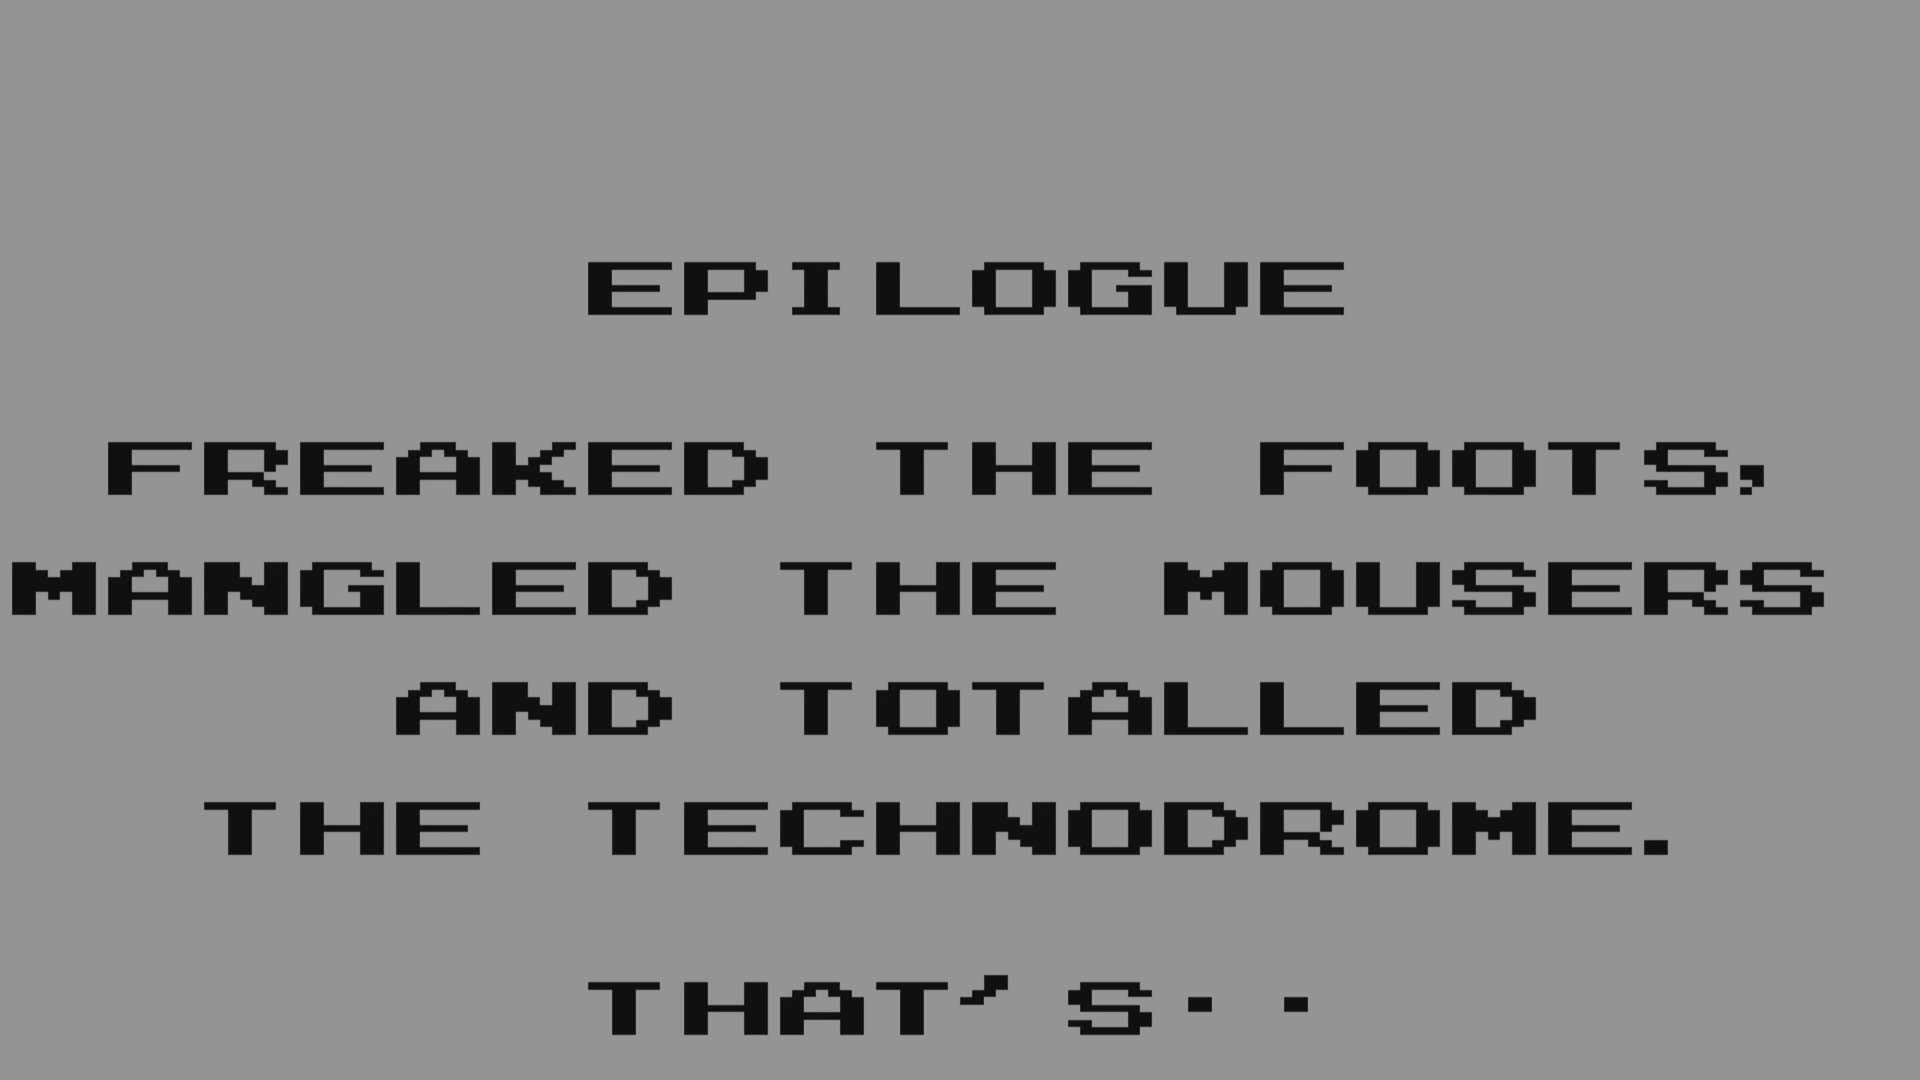 EPILOGUE
FREAKED THE FOOTS,
MANGLED THE MOUSERS
AND TOTALLED
THE TECHNODROME.
THAT'S··